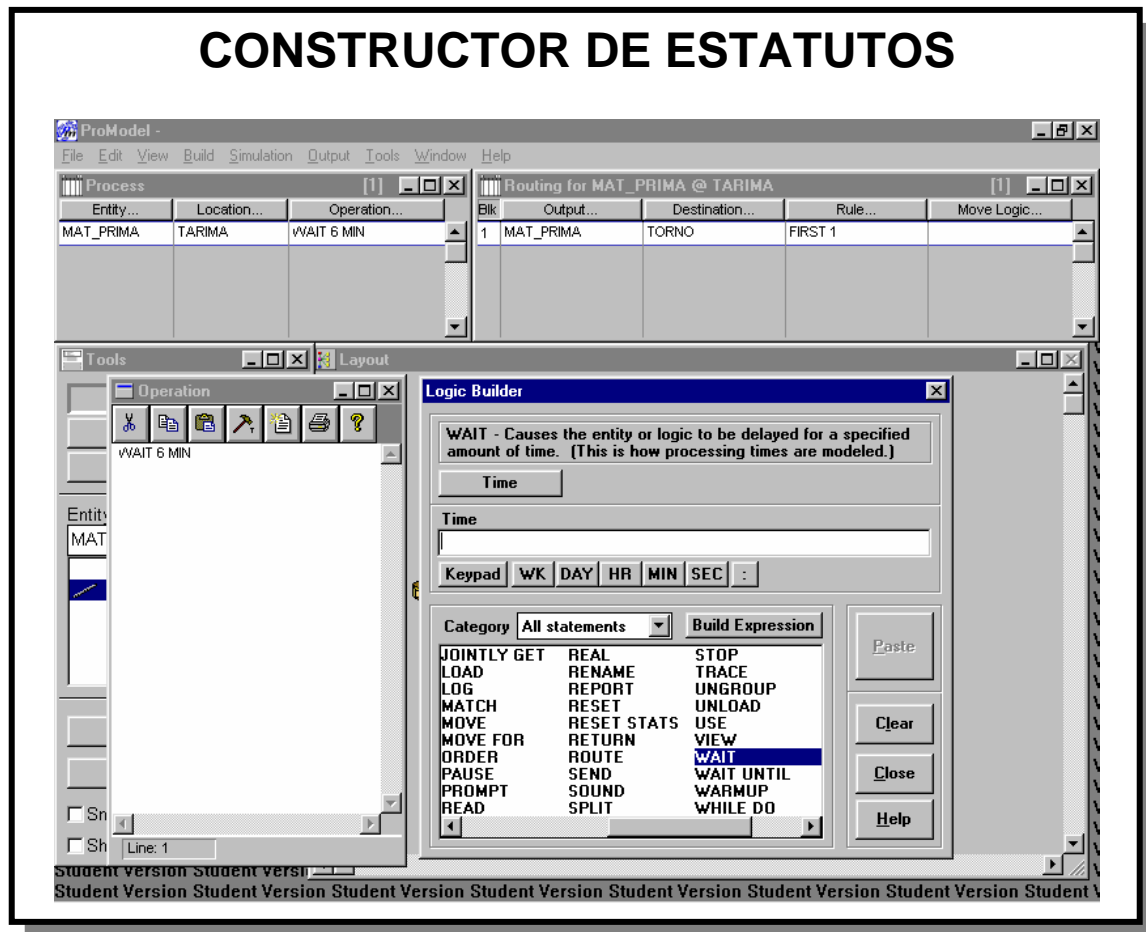 CONSTRUCTOR DE ESTATUTOS
ProModel -
File Edit View Build Simulation Output Tools Window Help
Process [1]
Entity... Location... Operation...
MAT_PRIMA TARIMA WAIT 6 MIN
Routing for MAT_PRIMA @ TARIMA [1]
Blk Output... Destination... Rule... Move Logic...
1 MAT_PRIMA TORNO FIRST 1
Tools
Layout
Entity
MAT
Sn
Sh
Operation
WAIT 6 MIN
Line: 1
Logic Builder
WAIT - Causes the entity or logic to be delayed for a specified
amount of time. (This is how processing times are modeled.)
Time
Time
Keypad WK DAY HR MIN SEC :
Category All statements Build Expression
JOINTLY GET REAL STOP
LOAD RENAME TRACE
LOG REPORT UNGROUP
MATCH RESET UNLOAD
MOVE RESET STATS USE
MOVE FOR RETURN VIEW
ORDER ROUTE WAIT
PAUSE SEND WAIT UNTIL
PROMPT SOUND WARMUP
READ SPLIT WHILE DO
Paste
Clear
Close
Help
Student Version Student Versi
Student Version Student Version Student Version Student Version Student Version Student Version Student V